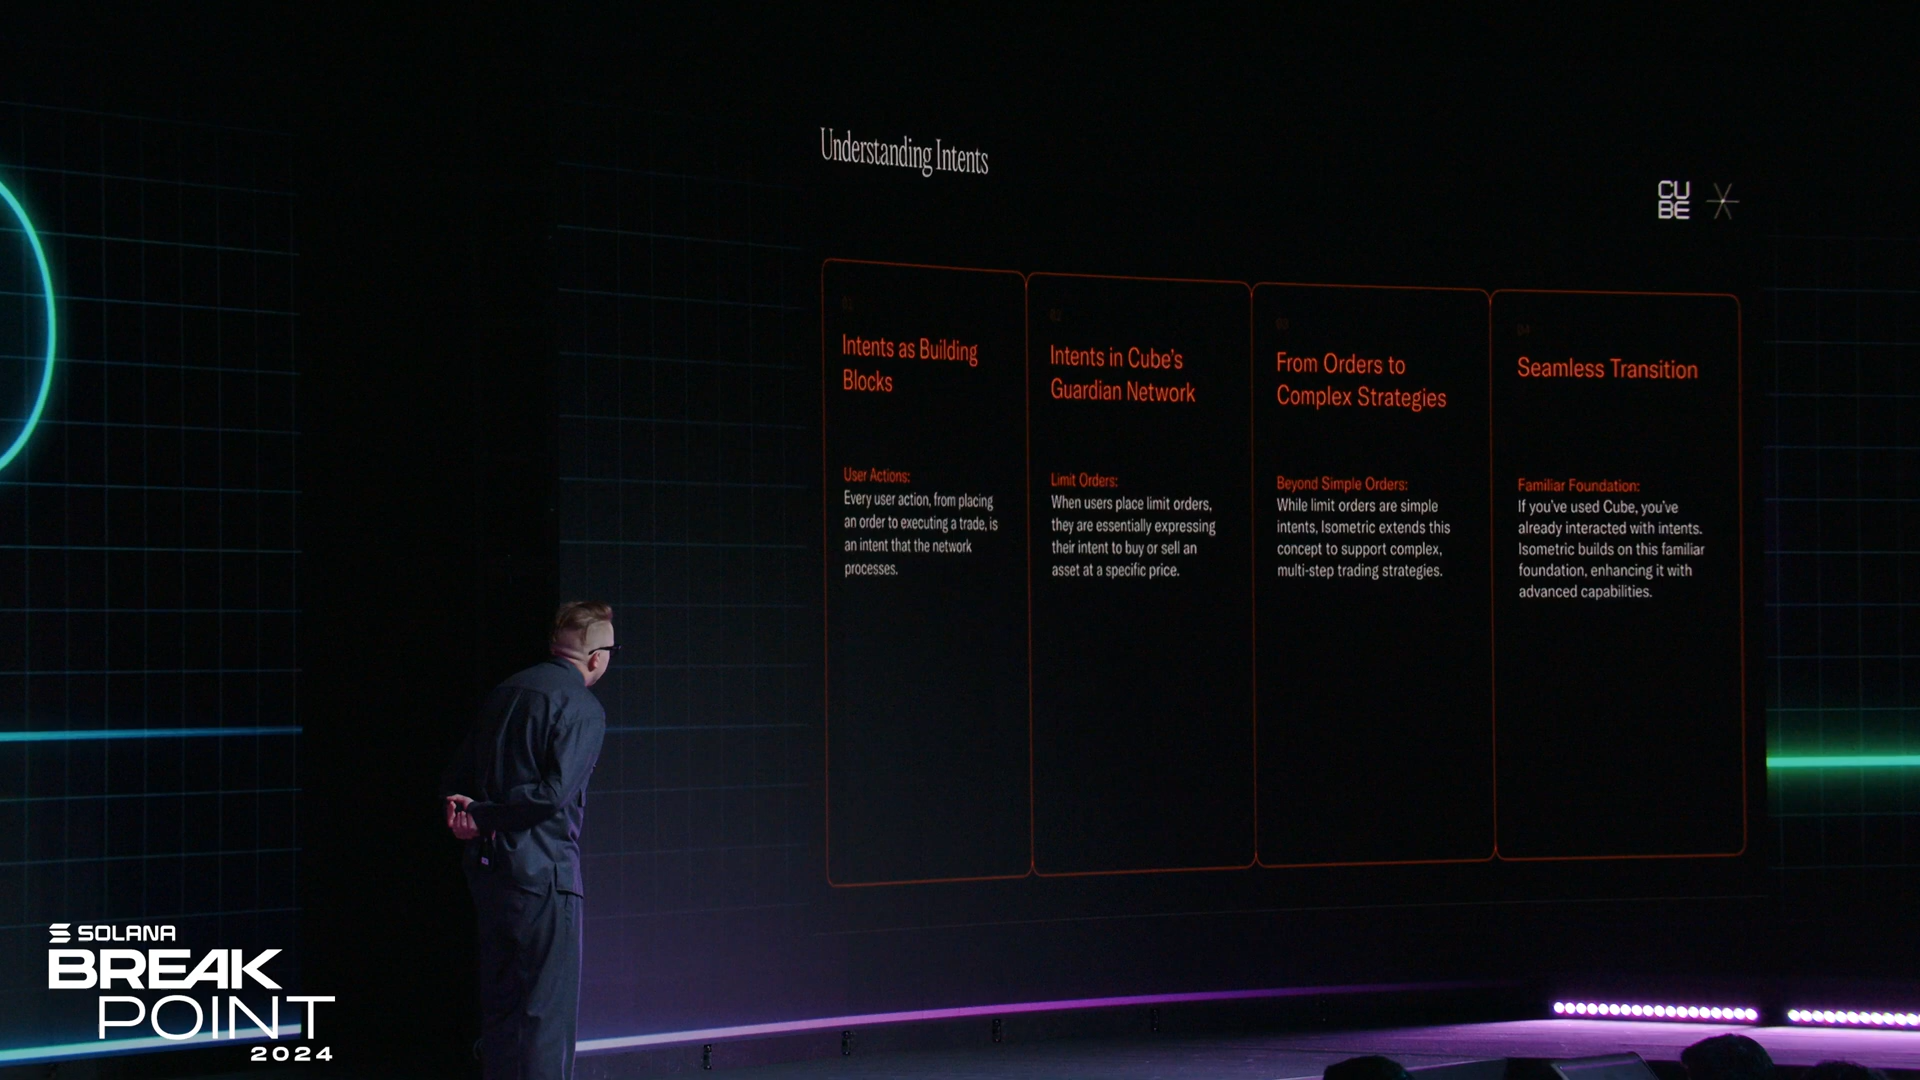 Understanding Intents
CU
BE
Intents as Building
Blocks
User Actions:
Every user action, from placing
an order to executing a trade, is
an intent that the network
processes.
02
Intents in Cube's
Guardian Network
Limit Orders:
When users place limit orders,
they are essentially expressing
their intent to buy or sell an
asset at a specific price.
From Orders to
Complex Strategies
Beyond Simple Orders:
While limit orders are simple
intents, Isometric extends this
concept to support complex,
multi-step trading strategies.
04
Seamless Transition
Familiar Foundation:
If you've used Cube, you've
already interacted with intents.
Isometric builds on this familiar
foundation, enhancing it with
advanced capabilities.
SOLANA
BREAK
POINT
2024